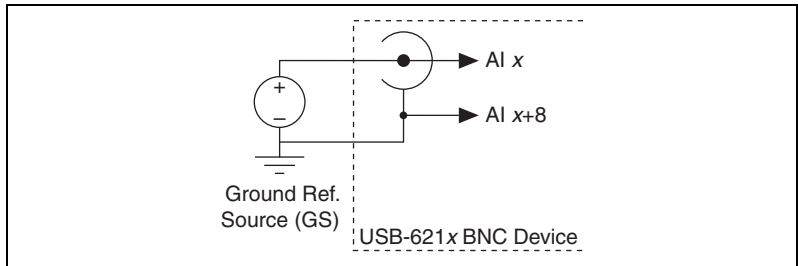 AI x
+
−
AI x+8
Ground Ref.
Source (GS)
USB-621x BNC Device